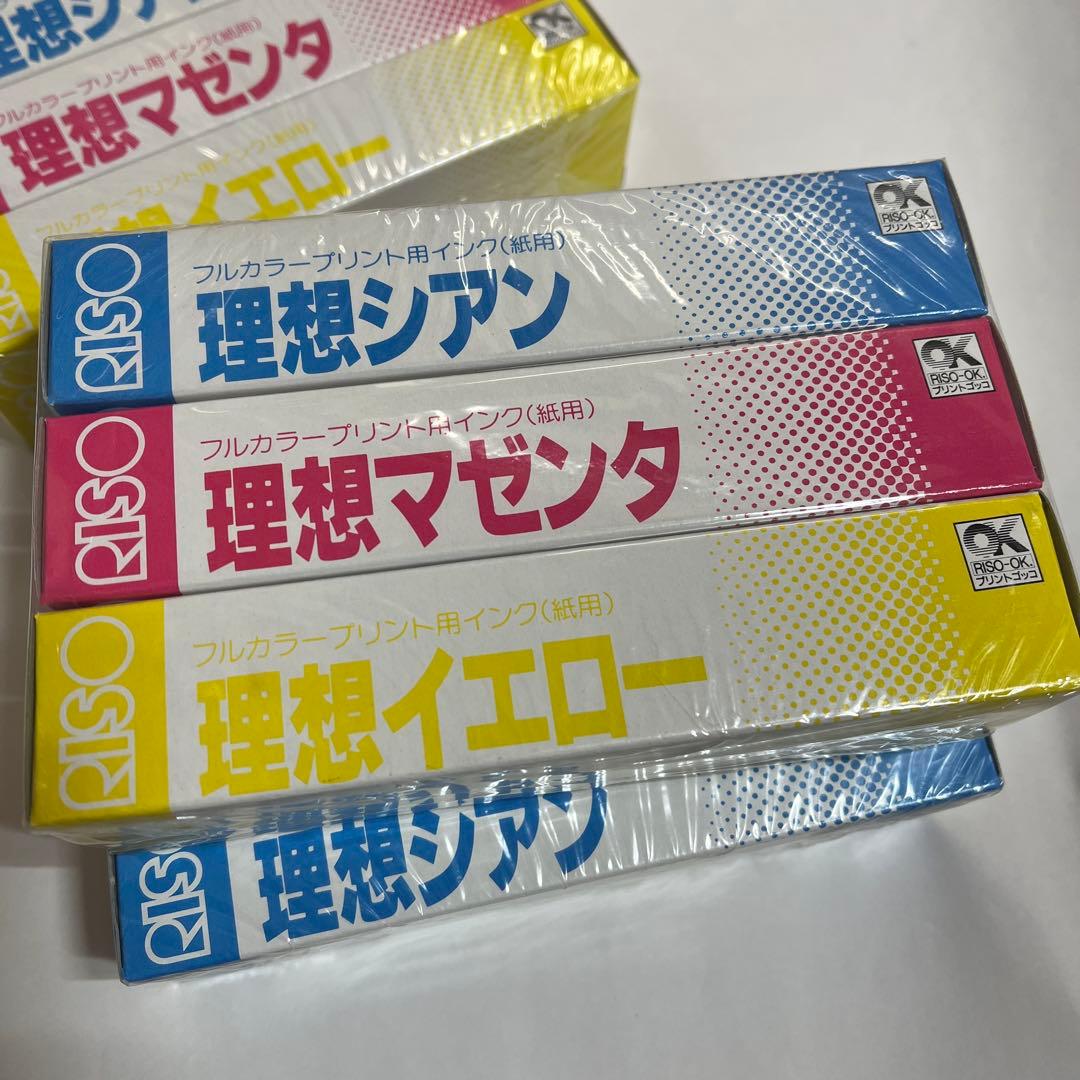 理想シアン
フルカラープリント用インク(紙用)
理想マゼンタ
フルカラープリント用インク(紙用)
理想イエロー
RISO
フルカラープリント用インク(紙用)
理想シアン
OK
RISO-OK.
プリントゴッコ
RISO
フルカラープリント用インク(紙用)
理想マゼンタ
OK
RISO-OK.
プリントゴッコ
RISO
フルカラープリント用インク(紙用)
理想イエロー
OK
RISO-OK.
プリントゴッコ
RISO
理想シアン